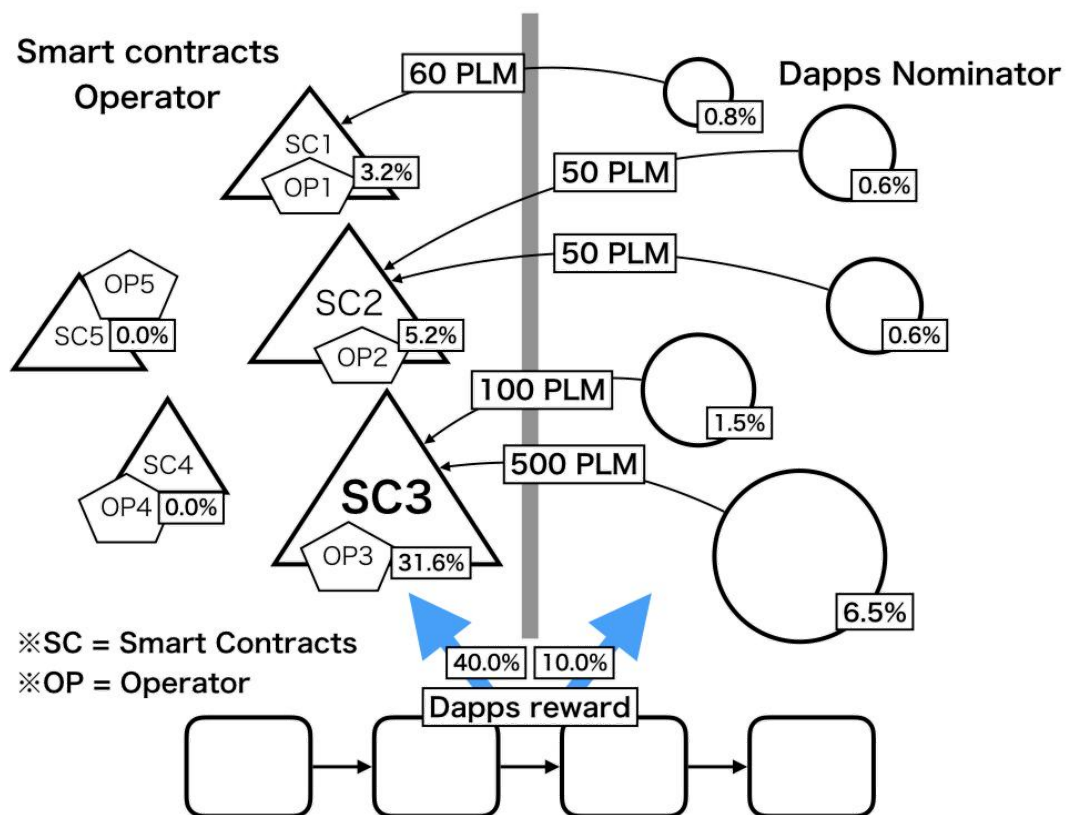 Smart contracts
Operator
Dapps Nominator
60 PLM
0.8%
SC1
OP1
3.2%
50 PLM
0.6%
50 PLM
0.6%
SC2
OP2
5.2%
OP5
SC5
0.0%
100 PLM
1.5%
500 PLM
6.5%
SC4
OP4
0.0%
SC3
OP3
31.6%
※SC = Smart Contracts
※OP = Operator
40.0%
10.0%
Dapps reward